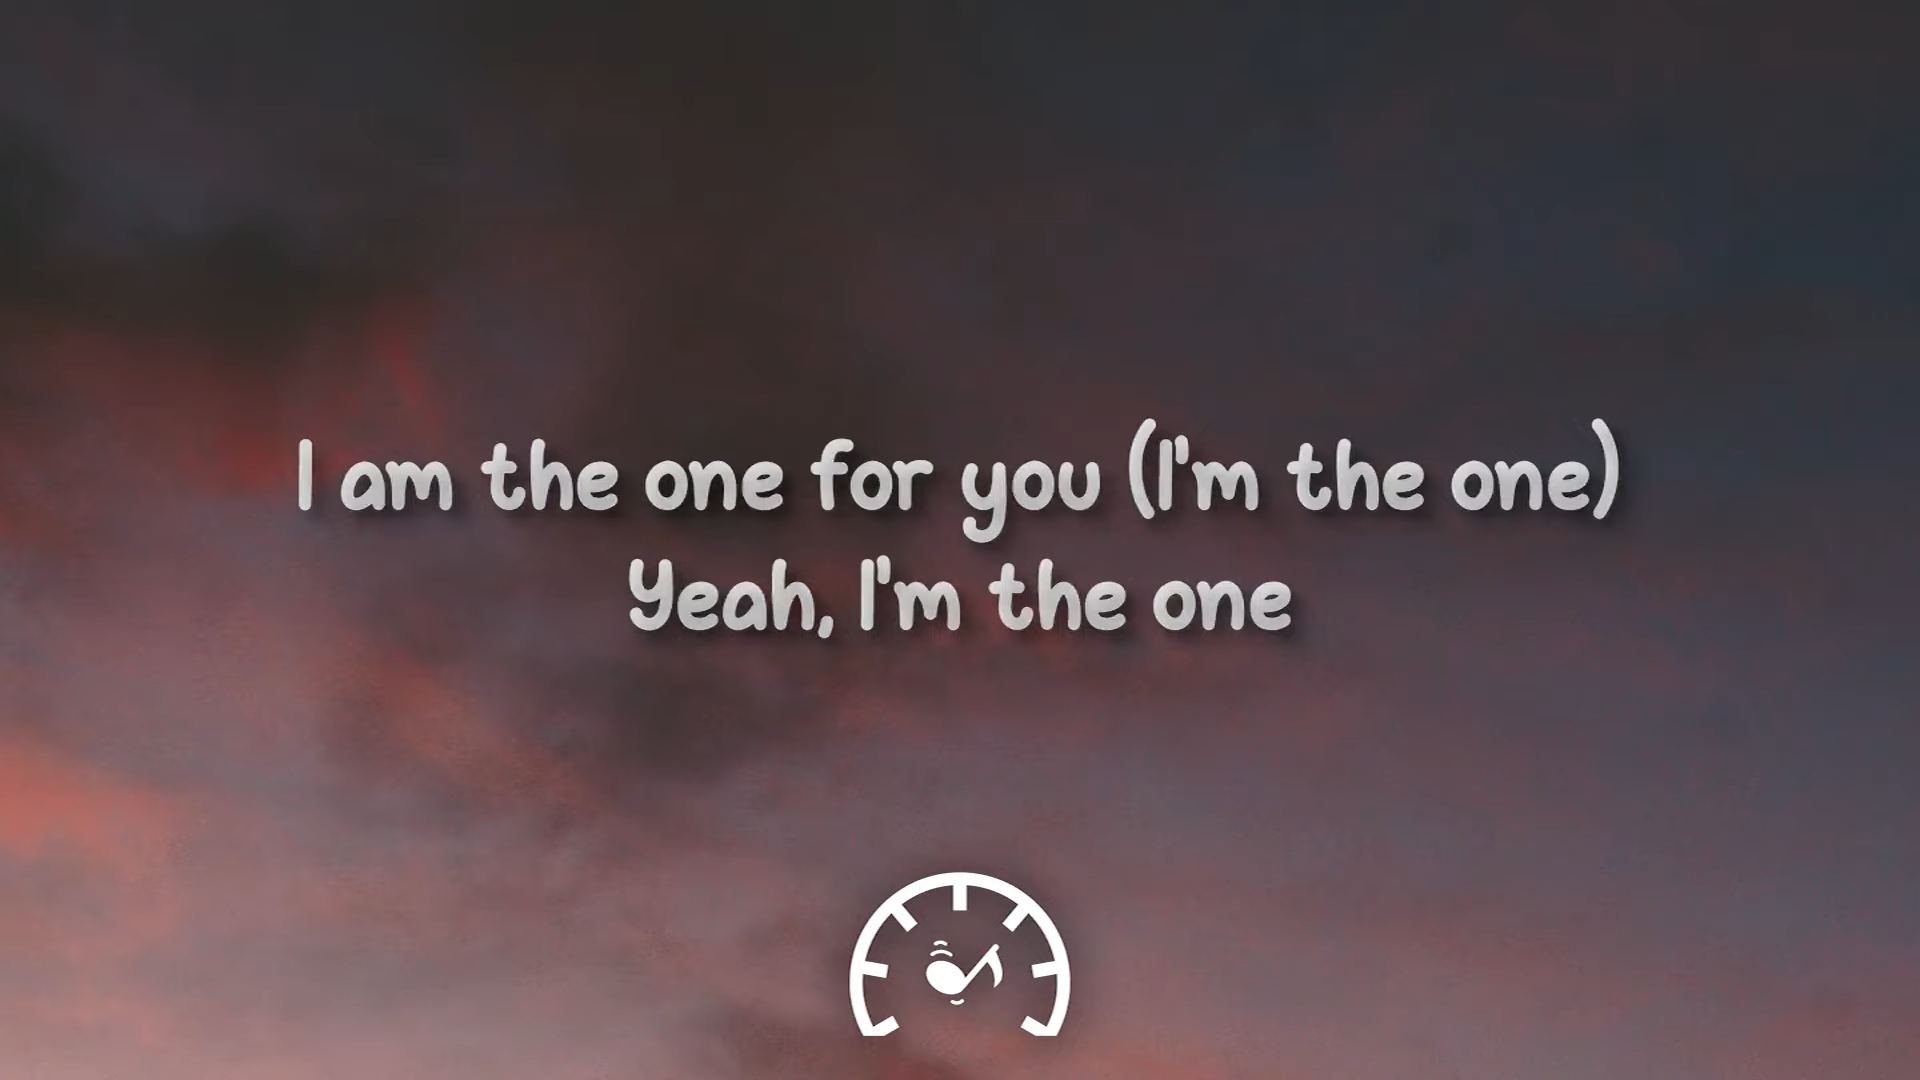 I am the one for you (I'm the one)
Yeah, I'm the one